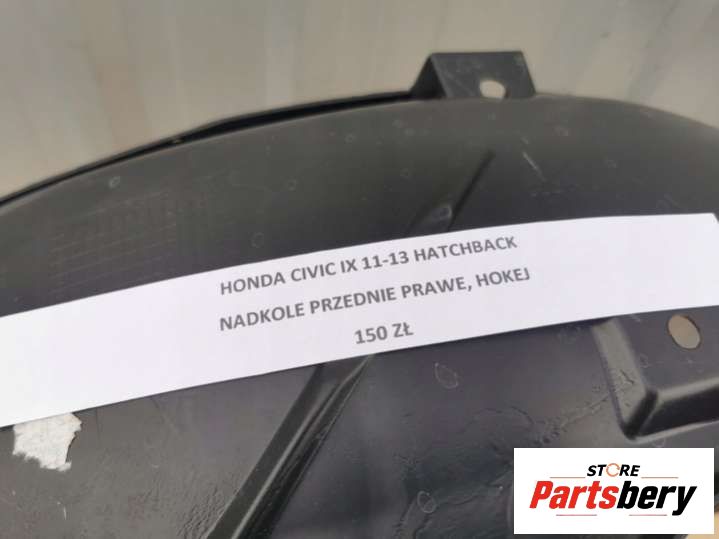 HONDA CIVIC IX 11-13 HATCHBACK
NADKOLE PRZEDNIE PRAWE, HOKEJ
150 ZŁ
STORE
Partsbery